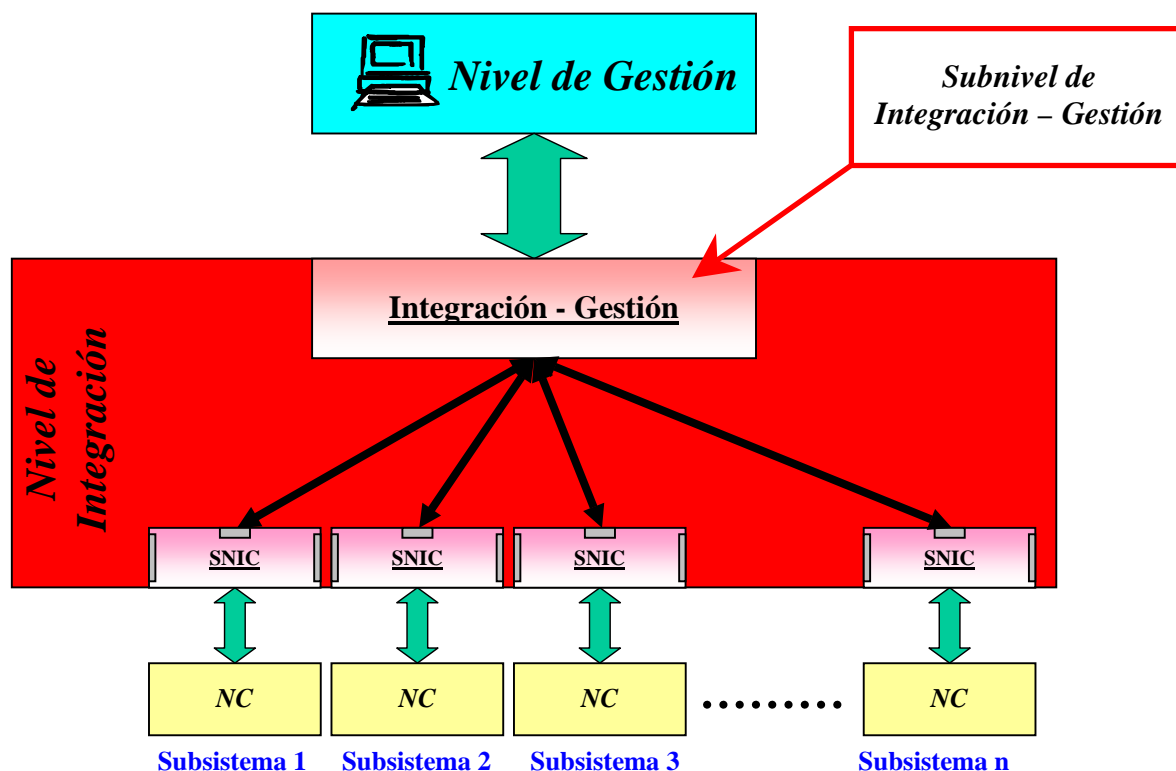 Nivel de Gestión
Subnivel de
Integración – Gestión
Integración - Gestión
Nivel de
Integración
SNIC
SNIC
SNIC
SNIC
NC
NC
NC
.........
NC
Subsistema 1
Subsistema 2
Subsistema 3
Subsistema n